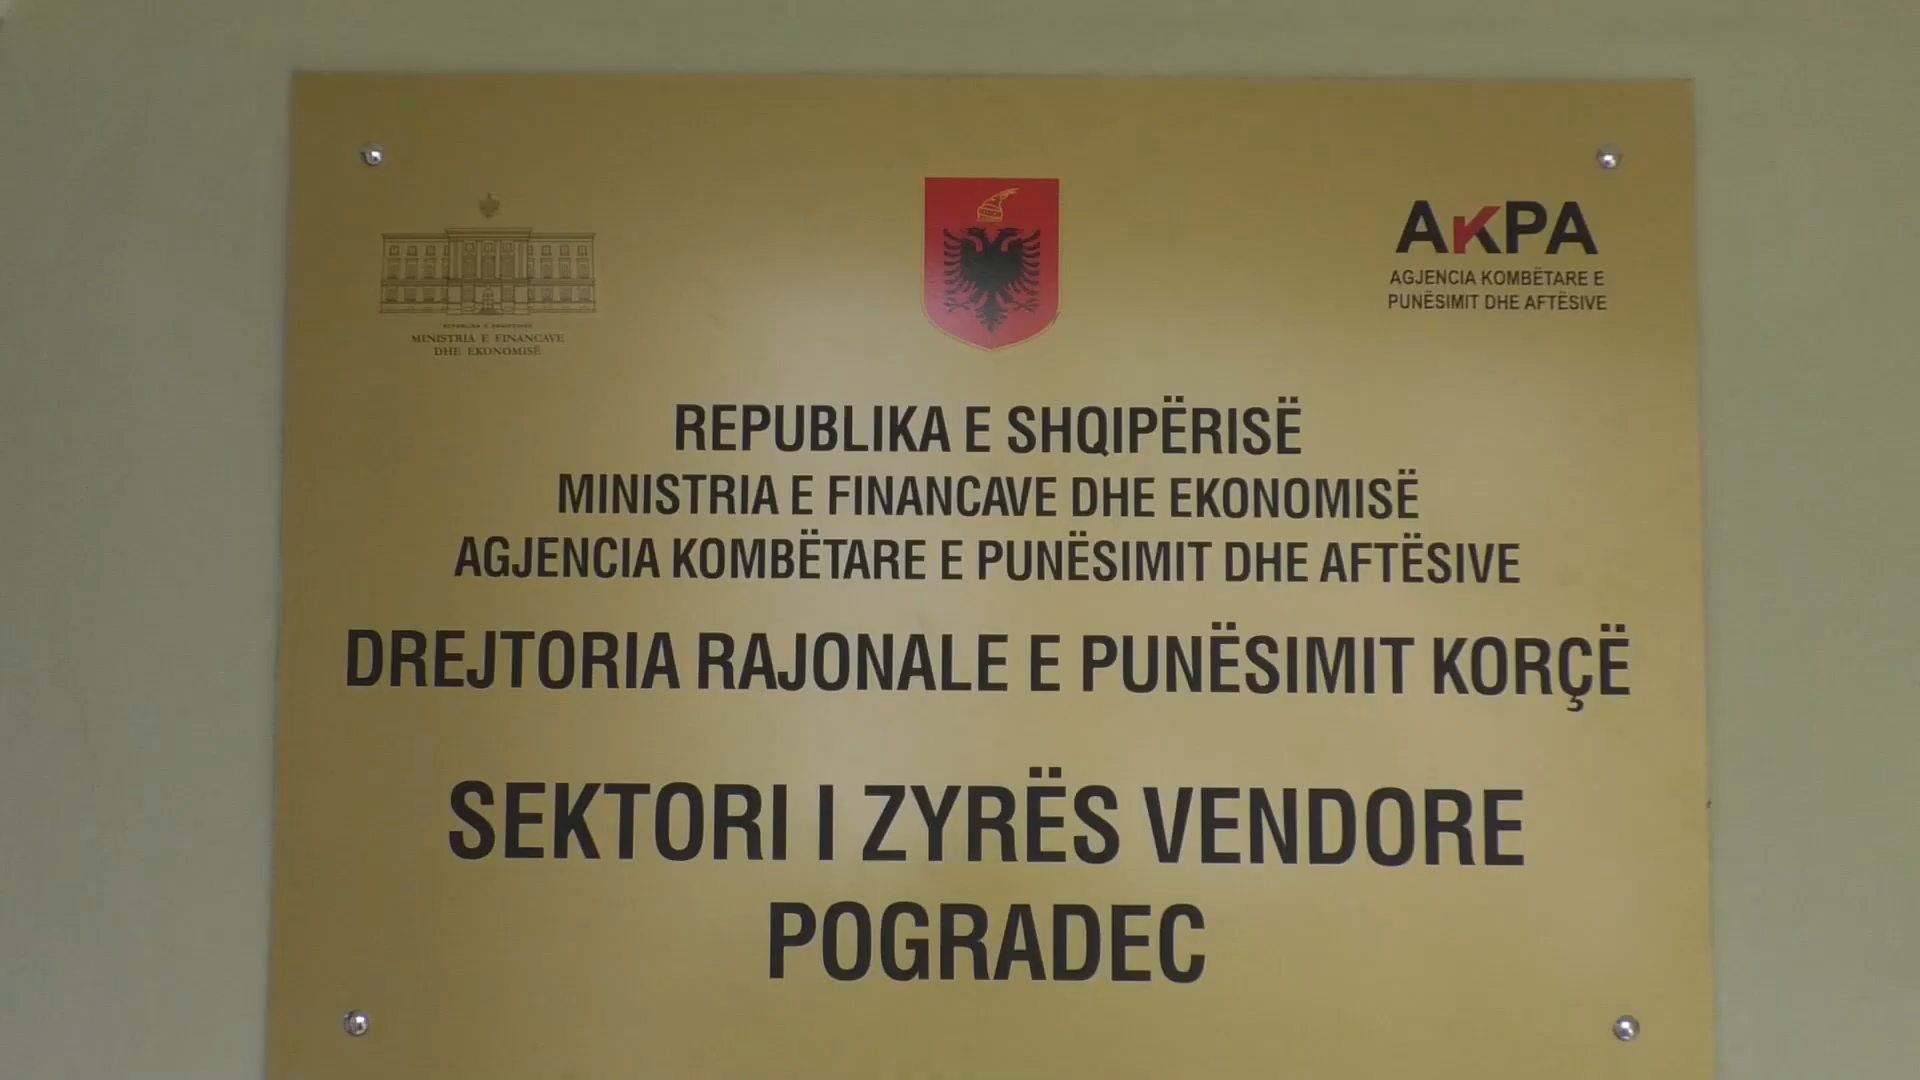 REPUBLIKA E SHQIPËRISË
MINISTRIA E FINANCAVE
DHE EKONOMISË
AKPA
AGJENCIA KOMBËTARE E
PUNËSIMIT DHE AFTËSIVE
REPUBLIKA E SHQIPËRISË
MINISTRIA E FINANCAVE DHE EKONOMISË
AGJENCIA KOMBËTARE E PUNËSIMIT DHE AFTËSIVE
DREJTORIA RAJONALE E PUNËSIMIT KORÇË
SEKTORI I ZYRËS VENDORE
POGRADEC